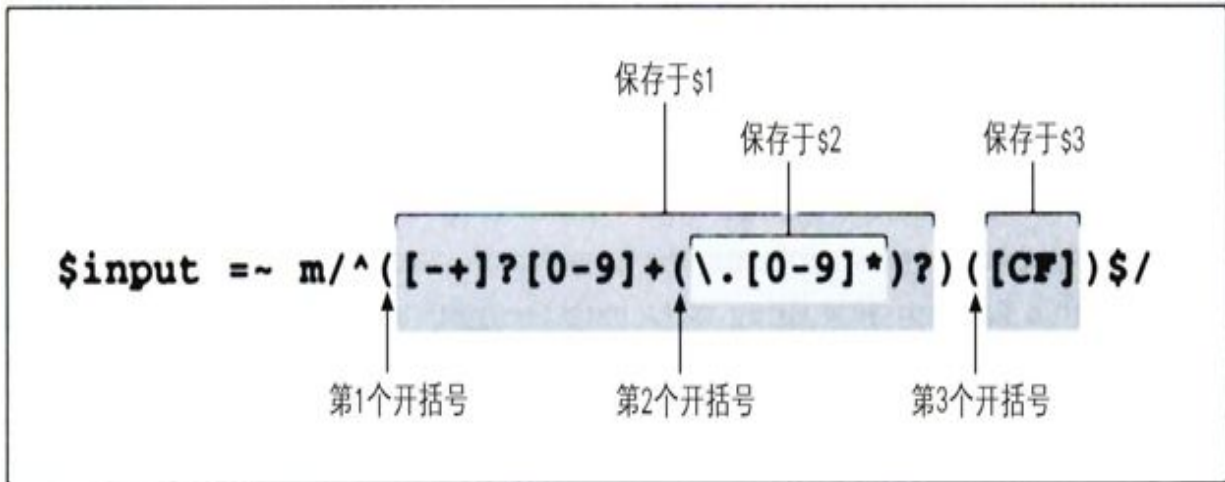 保存于$1
保存于$2 保存于$3
$input =~ m/^([-+]?[0-9]+(\.[0-9]*)?)([CF])$/
第1个开括号 第2个开括号 第3个开括号